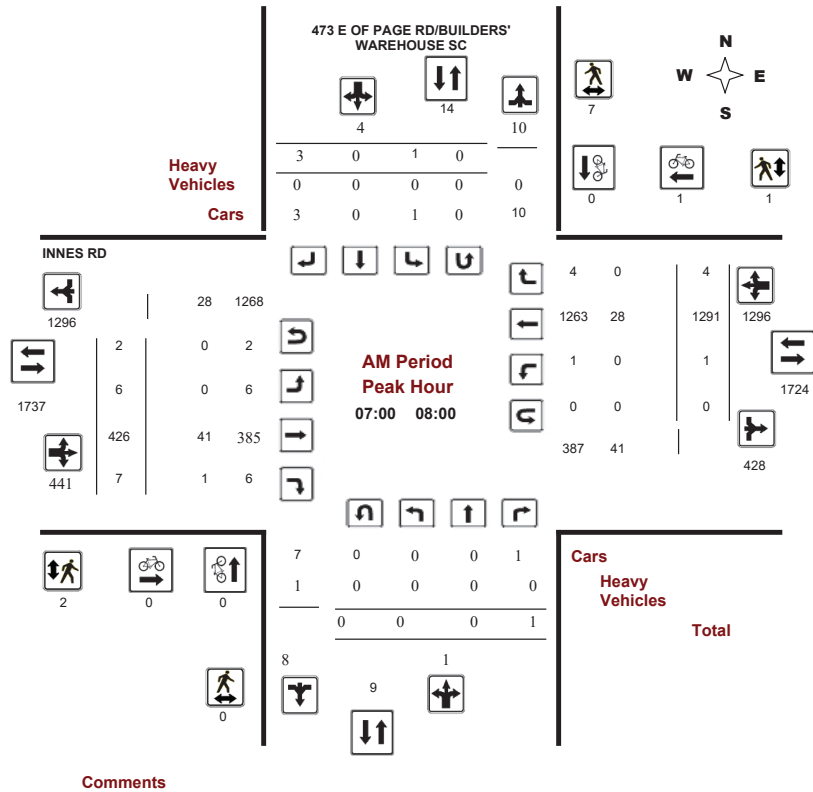 473 E OF PAGE RD/BUILDERS'
WAREHOUSE SC
N
W E
S
4
14
10
7
3 0 1 0
Heavy
Vehicles
0 0 0 0 0
Cars
3 0 1 0 10
0 1 1
INNES RD
1296
28 1268
2 0 2
1737
6 0 6
426 41 385
441
7 1 6
AM Period
Peak Hour
07:00 08:00
4 0 4
1263 28 1291 1296
1 0 1
1724
0 0 0
387 41
428
2 0 0
0
7 0 0 0 1
1 0 0 0 0
0 0 0 1
8
9
1
Cars
Heavy
Vehicles
Total
Comments